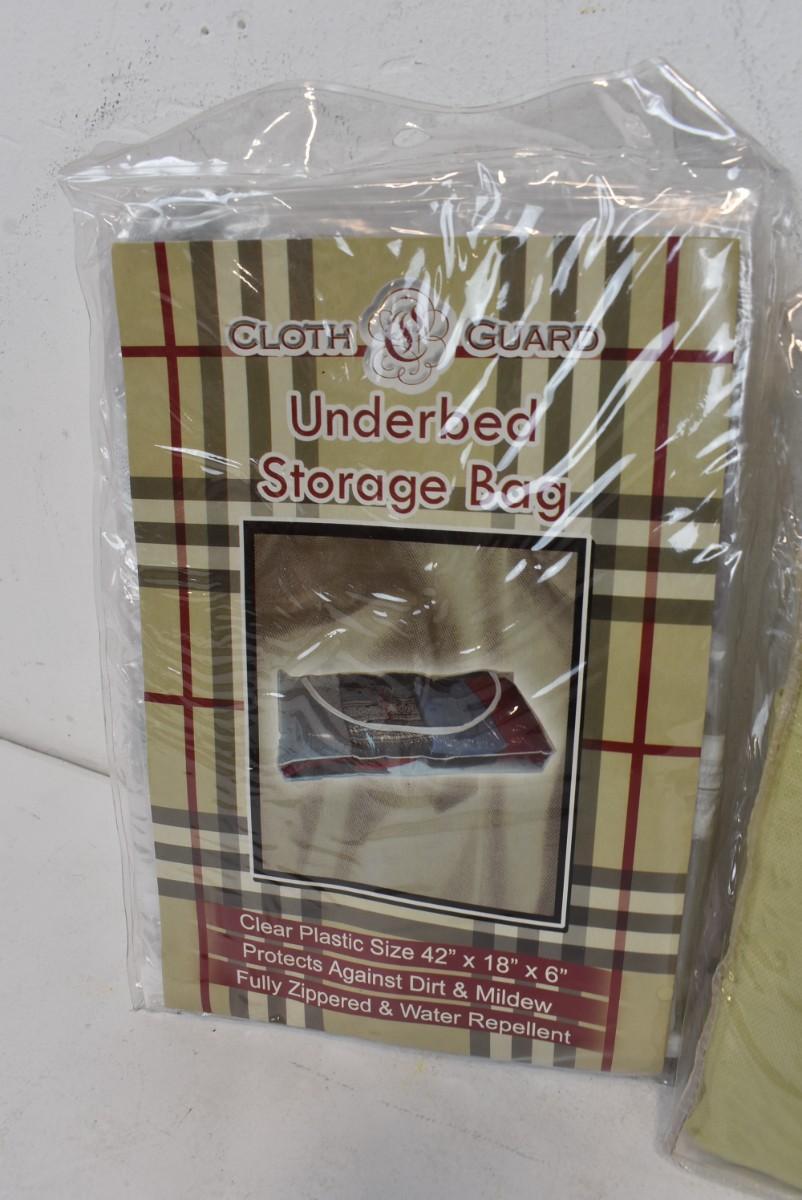 CLOTH GUARD
Underbed
Storage Bag
Clear Plastic Size 42" x 18" x 6"
Protects Against Dirt & Mildew
Fully Zippered & Water Repellent